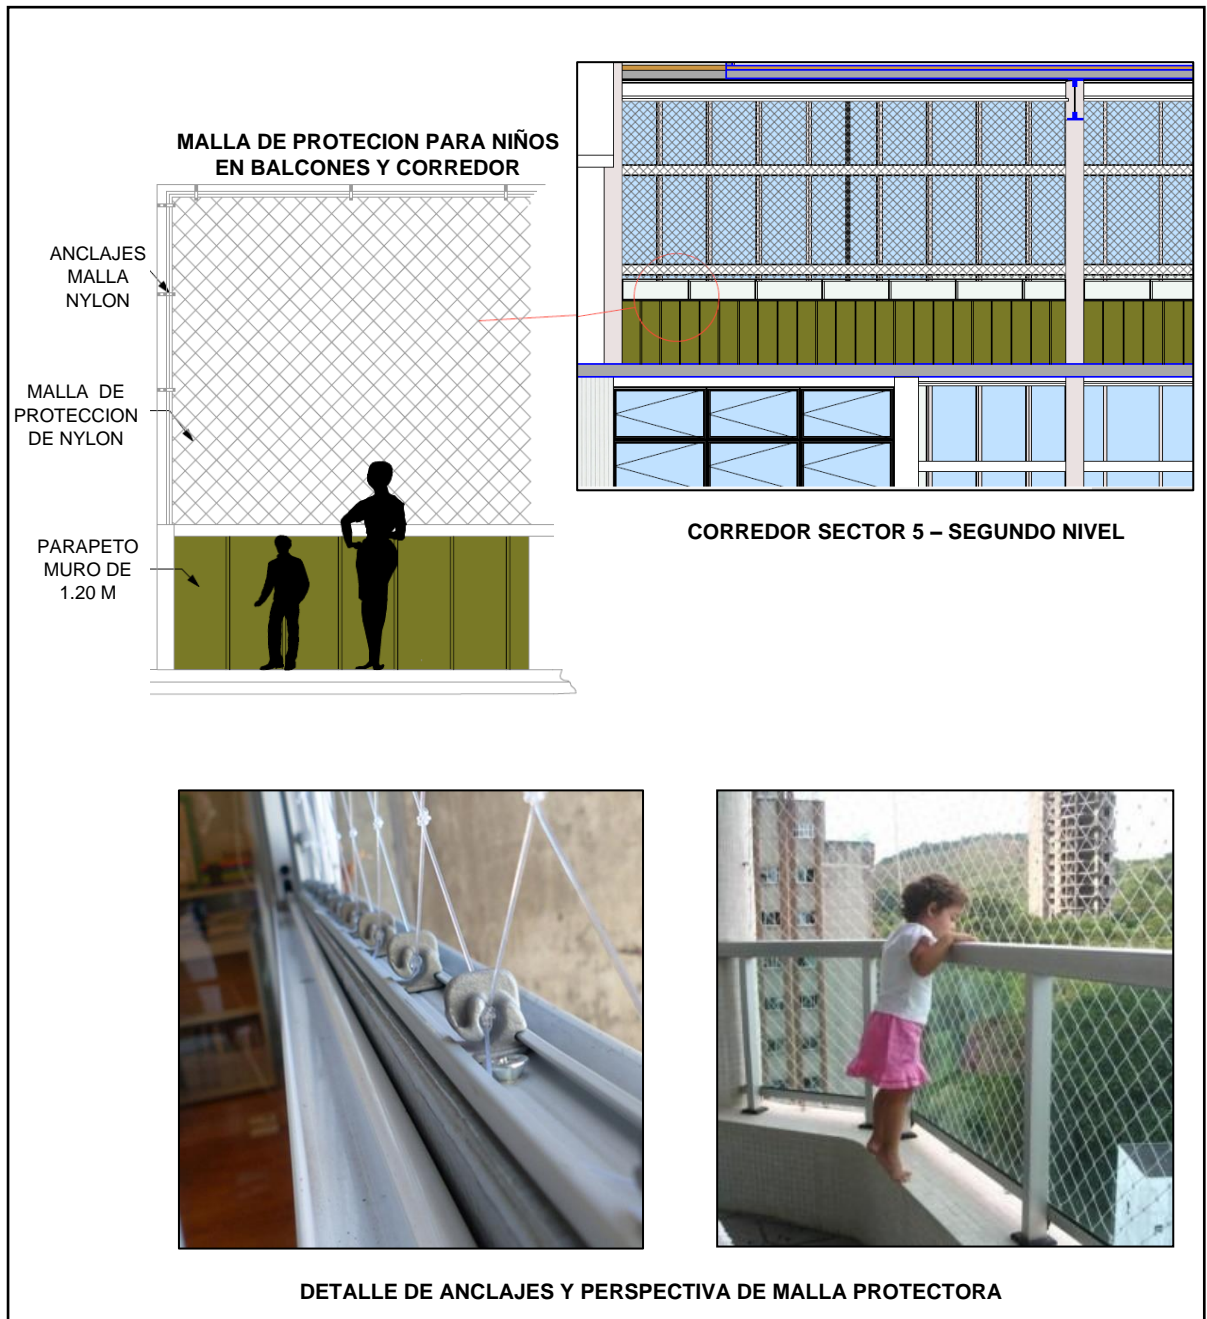 MALLA DE PROTECION PARA NIÑOS
EN BALCONES Y CORREDOR
ANCLAJES
MALLA
NYLON
MALLA DE
PROTECCION
DE NYLON
PARAPETO
MURO DE
1.20 M
CORREDOR SECTOR 5 – SEGUNDO NIVEL
DETALLE DE ANCLAJES Y PERSPECTIVA DE MALLA PROTECTORA